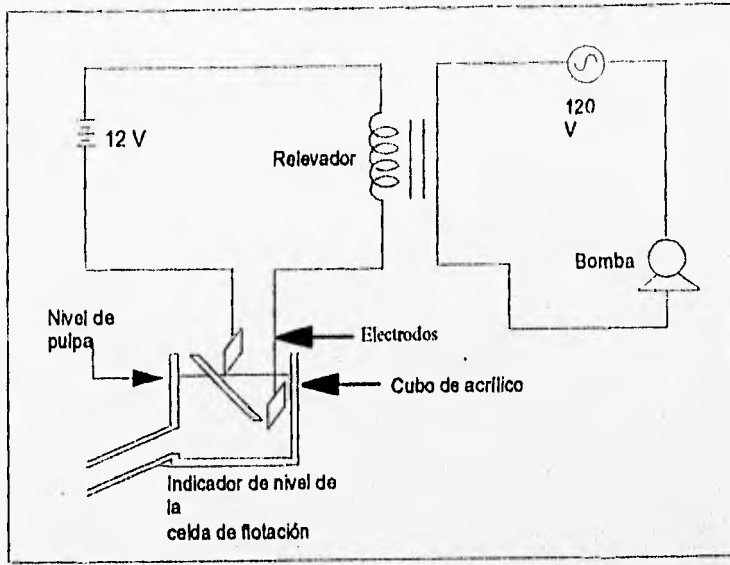 12 V
Relevador
120
V
Bomba
Nivel de
pulpa
Electrodos
Cubo de acrílico
Indicador de nivel de
la
celda de flotación